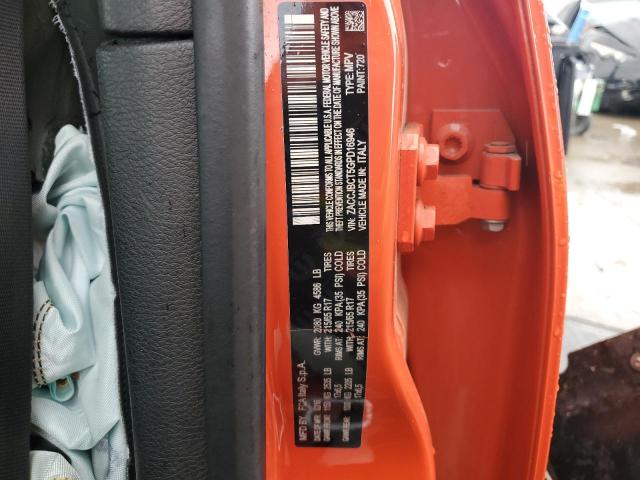 MFD BY: FCA Italy S.p.A.
GVWR: 2080 KG 4586 LB
WITH: 215/65 R17 TIRES
RIMS AT: 240 KPA(35 PSI) COLD
WITH: 215/65 R17 TIRES
RIMS AT: 240 KPA(35 PSI) COLD
THIS VEHICLE CONFORMS TO ALL APPLICABLE U.S.A. FEDERAL MOTOR VEHICLE SAFETY AND
THEFT PREVENTION STANDARDS IN EFFECT ON THE DATE OF MANUFACTURE SHOWN ABOVE
VIN: ZACCJBCT5GPD16946 TYPE: MPV
VEHICLE MADE IN: ITALY PAINT: 720